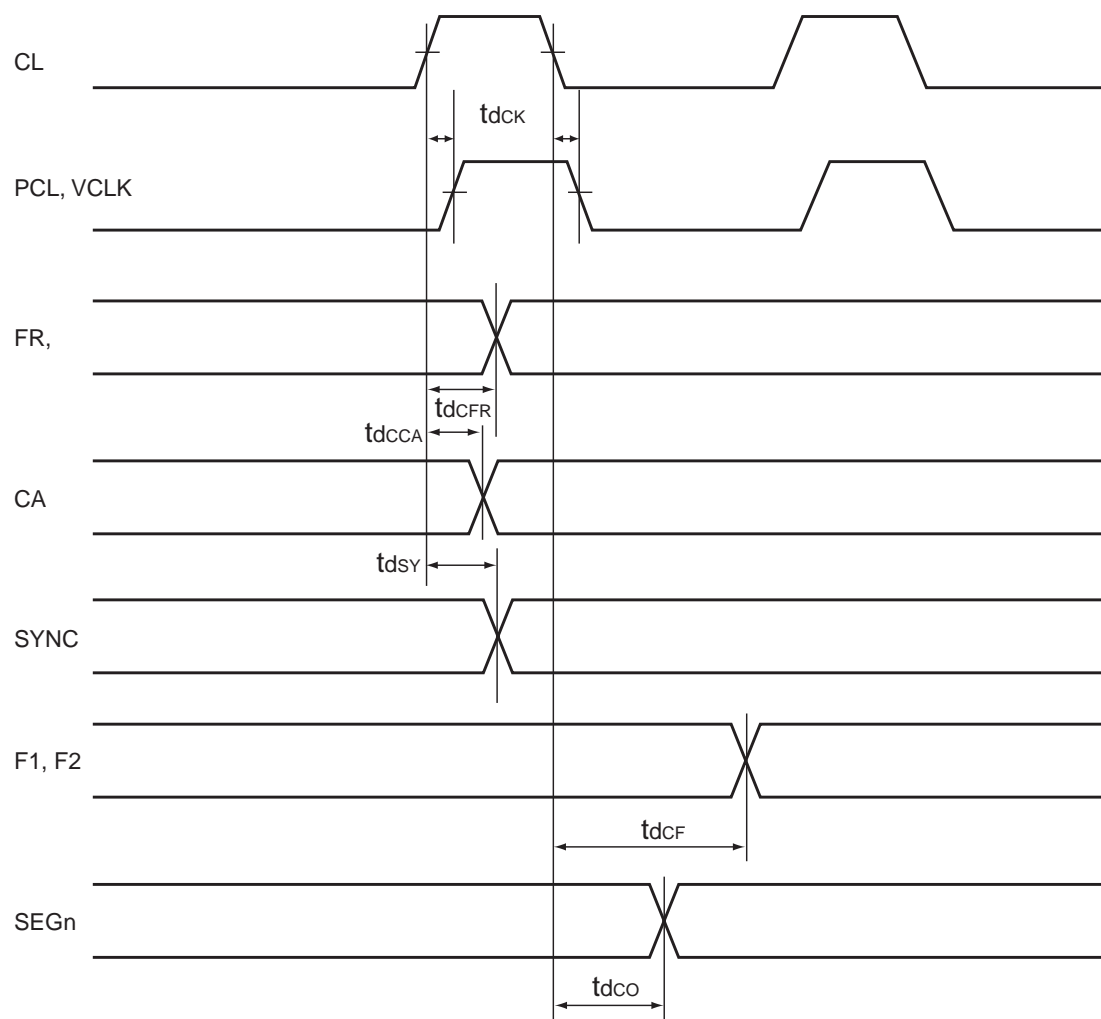 CL
tdCK
PCL, VCLK
FR,
tdCFR
tdCCA
CA
tdSY
SYNC
F1, F2
tdCF
SEGn
tdCO